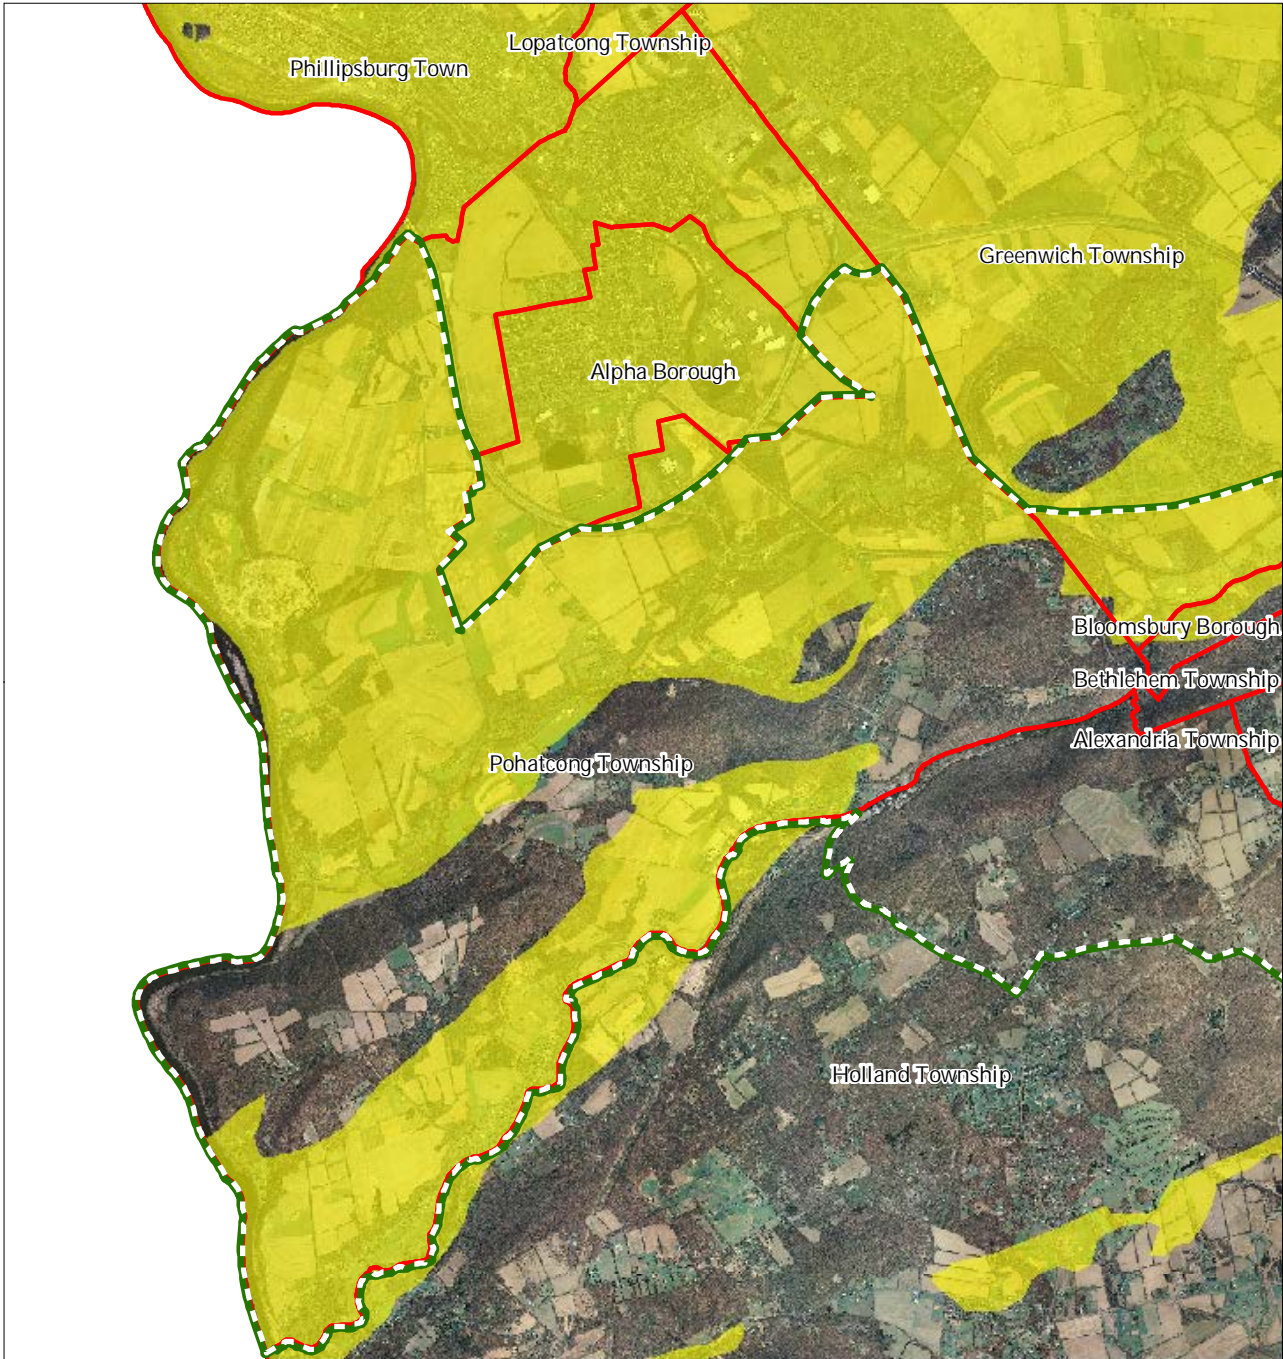 Lopatcong Township
Phillipsburg Town
Greenwich Township
Alpha Borough
Bloomsbury Borough
Bethlehem Township
Alexandria Township
Pohatcong Township
Holland Township